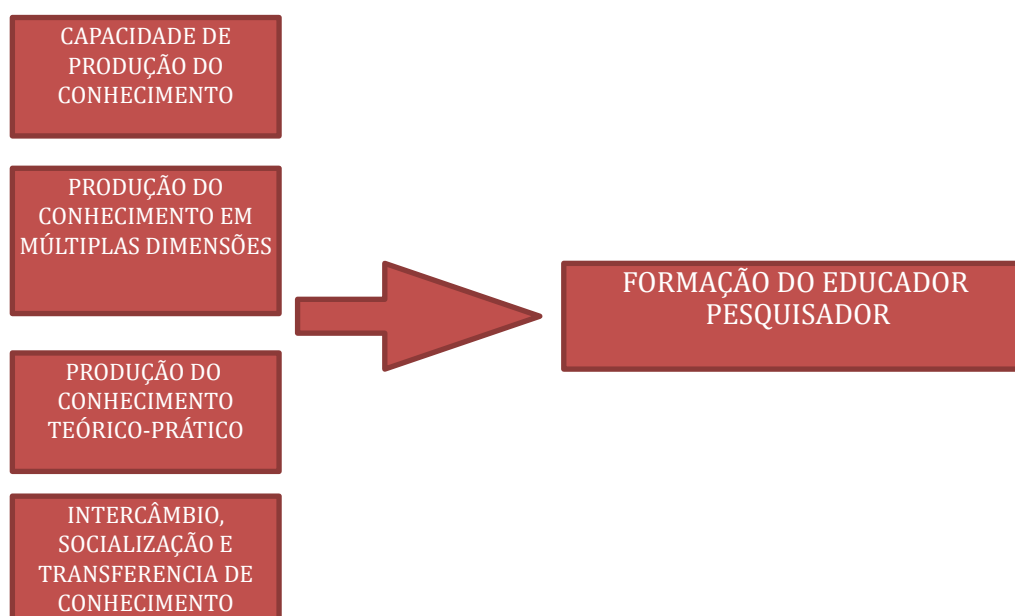 CAPACIDADE DE
PRODUÇÃO DO
CONHECIMENTO
PRODUÇÃO DO
CONHECIMENTO EM
MÚLTIPLAS DIMENSÕES
PRODUÇÃO DO
CONHECIMENTO
TEÓRICO-PRÁTICO
INTERCÂMBIO,
SOCIALIZAÇÃO E
TRANSFERENCIA DE
CONHECIMENTO
FORMAÇÃO DO EDUCADOR
PESQUISADOR